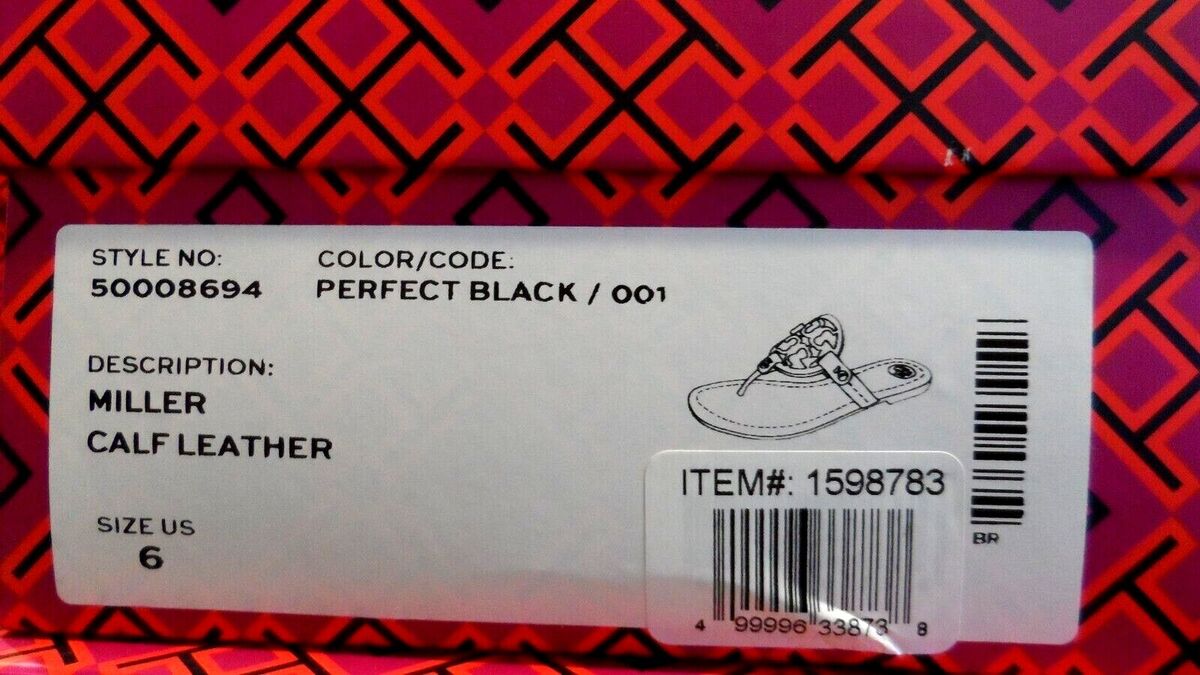 STYLE NO:
50008694
COLOR/CODE:
PERFECT BLACK / 001
DESCRIPTION:
MILLER
CALF LEATHER
SIZE US
6
ITEM#: 1598783
4 99996 33873 8
BR